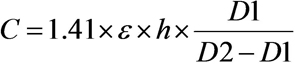 C = 1.41 × ε × h × D1 / (D2 − D1)